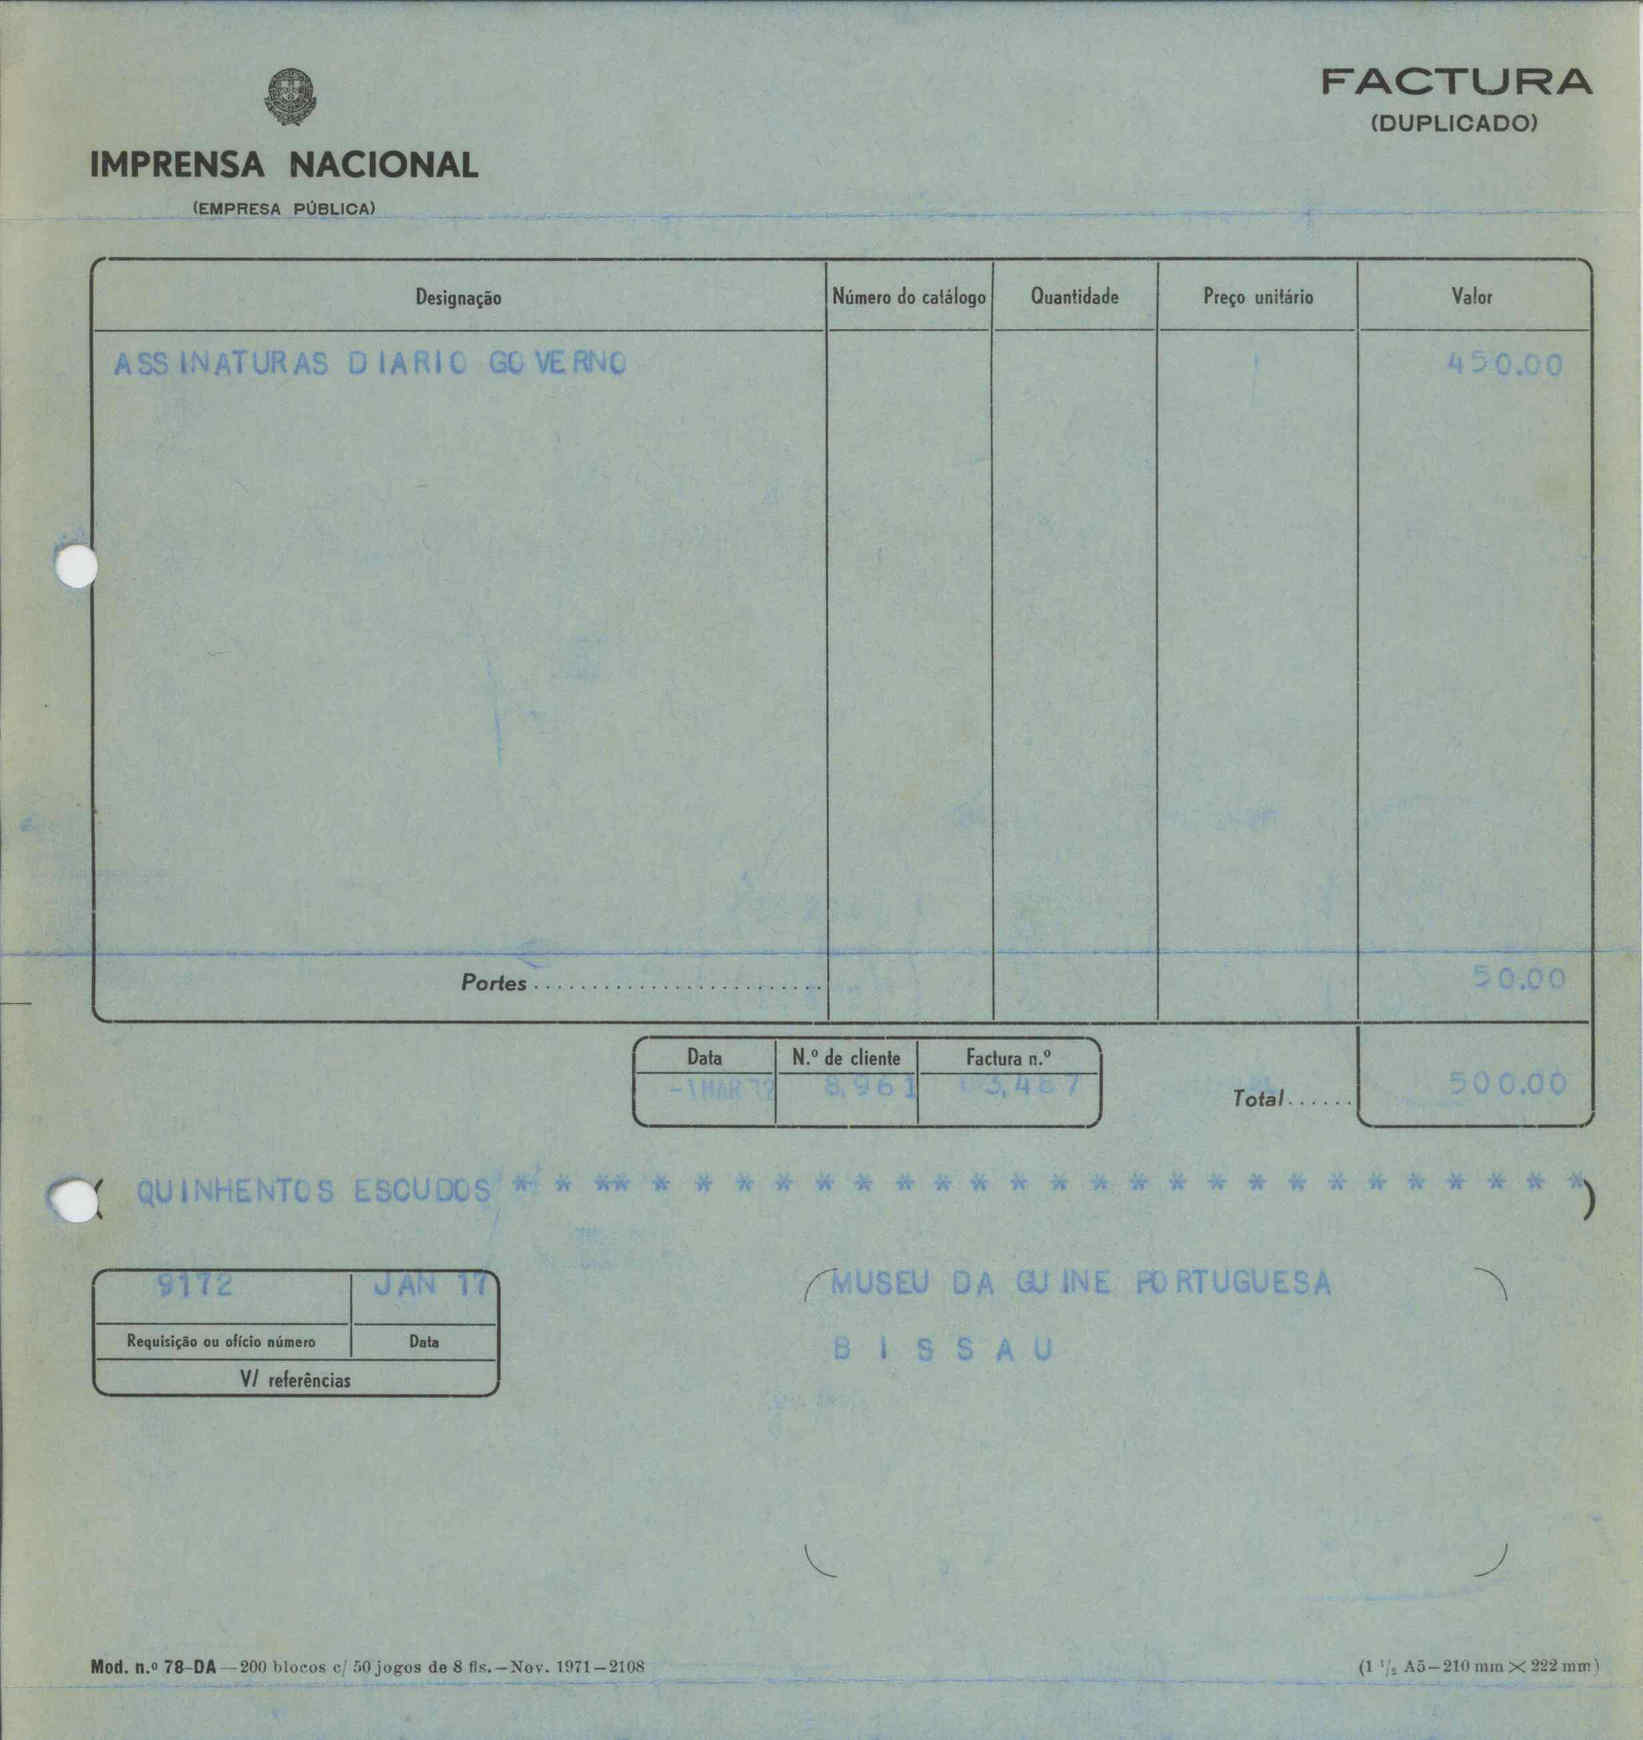 FACTURA
(DUPLICADO)
IMPRENSA NACIONAL
(EMPRESA PÚBLICA)
Designação Número do catálogo Quantidade Preço unitário Valor
ASSINATURAS DIARIO GOVERNO 450.00
Portes ........................ 50.00
Data N.º de cliente Factura n.º
-1 MAR 72 8,961
Total...... 500.00
( QUINHENTOS ESCUDOS * * ** * * * * * * * * * * * * * * * * * * * * * * * * )
9172 JAN 17
Requisição ou ofício número Data
V/ referências
MUSEU DA GUINE PORTUGUESA
BISSAU
Mod. n.º 78-DA — 200 blocos c/ 50 jogos de 8 fls. — Nov. 1971 — 2108
(1 1/2 A5 — 210 mm × 222 mm)